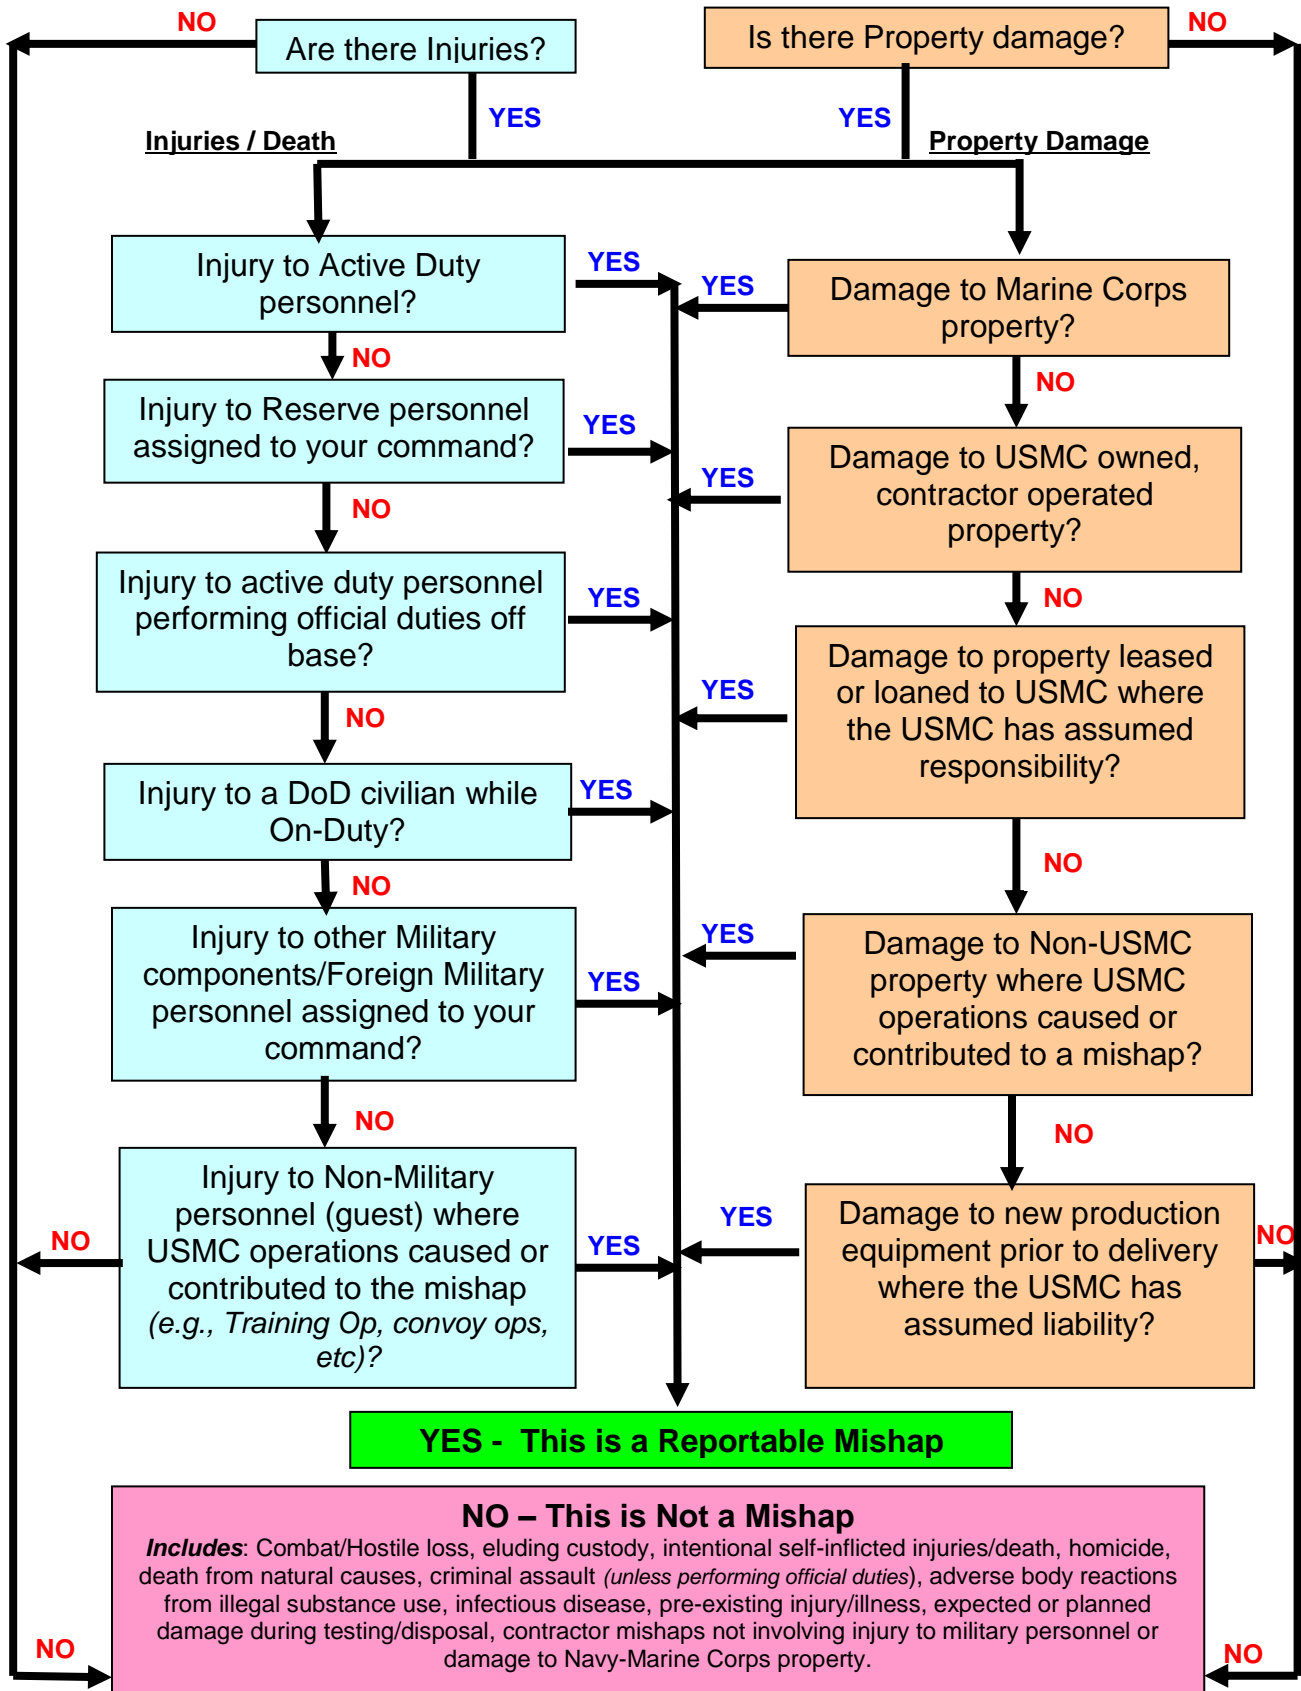 NO
Are there Injuries?
Is there Property damage?
NO
YES
YES
Injuries / Death
Property Damage
Injury to Active Duty
personnel?
YES
YES
Damage to Marine Corps
property?
NO
NO
Injury to Reserve personnel
assigned to your command?
YES
YES
Damage to USMC owned,
contractor operated
property?
NO
NO
Injury to active duty personnel
performing official duties off
base?
YES
YES
Damage to property leased
or loaned to USMC where
the USMC has assumed
responsibility?
NO
NO
Injury to a DoD civilian while
On-Duty?
YES
NO
Injury to other Military
components/Foreign Military
personnel assigned to your
command?
YES
YES
Damage to Non-USMC
property where USMC
operations caused or
contributed to a mishap?
NO
NO
Injury to Non-Military
personnel (guest) where
USMC operations caused or
contributed to the mishap
(e.g., Training Op, convoy ops,
etc)?
NO
YES
YES
Damage to new production
equipment prior to delivery
where the USMC has
assumed liability?
NO
YES - This is a Reportable Mishap
NO – This is Not a Mishap
Includes: Combat/Hostile loss, eluding custody, intentional self-inflicted injuries/death, homicide,
death from natural causes, criminal assault (unless performing official duties), adverse body reactions
from illegal substance use, infectious disease, pre-existing injury/illness, expected or planned
damage during testing/disposal, contractor mishaps not involving injury to military personnel or
damage to Navy-Marine Corps property.
NO
NO